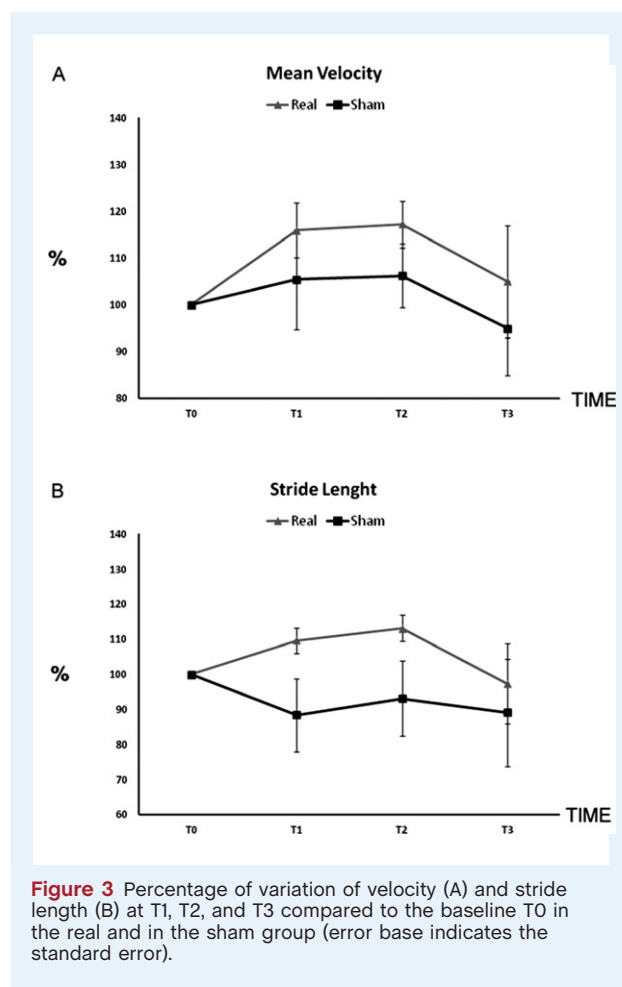 A
Mean Velocity
Real Sham
140
130
120
110
%
100
90
80
T0 T1 T2 T3
TIME
B
Stride Lenght
Real Sham
140
130
120
110
100
%
90
80
70
60
T0 T1 T2 T3
TIME
Figure 3 Percentage of variation of velocity (A) and stride
length (B) at T1, T2, and T3 compared to the baseline T0 in
the real and in the sham group (error base indicates the
standard error).